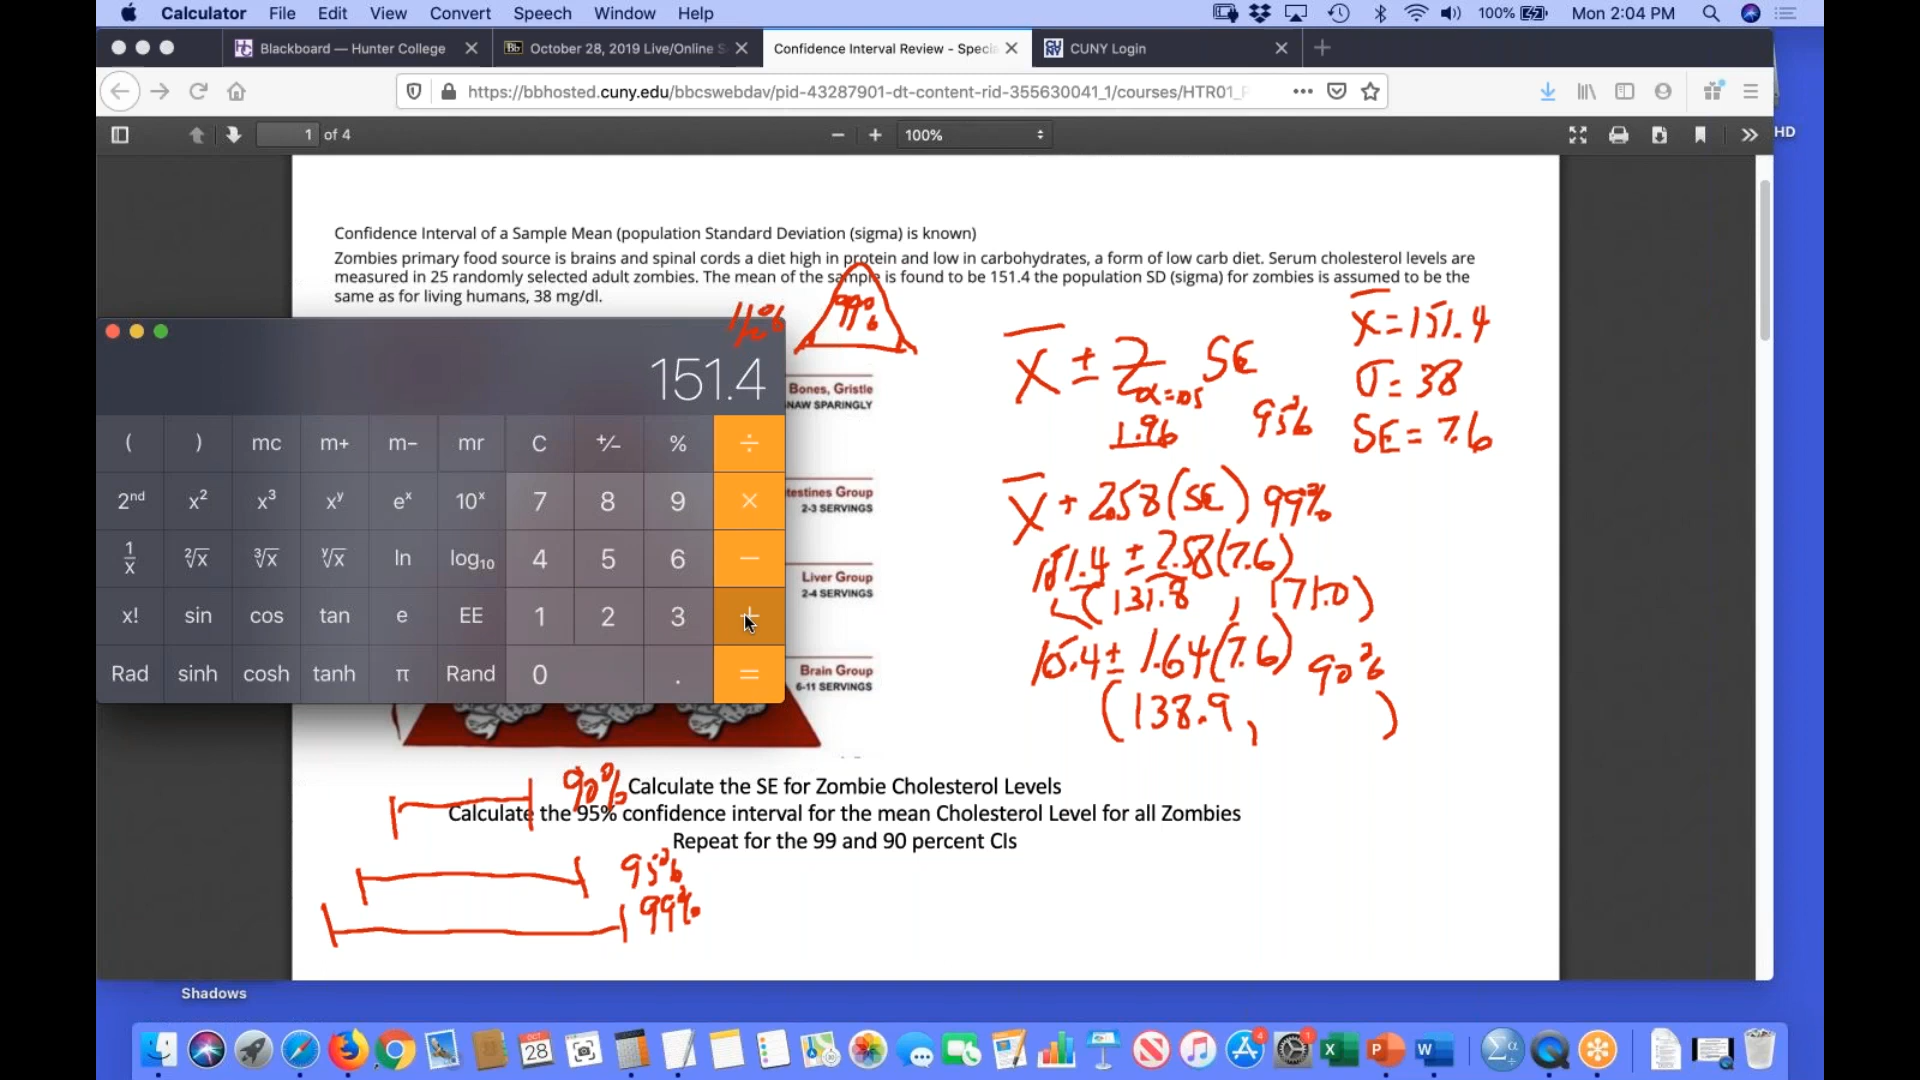 Calculator File Edit View Convert Speech Window Help 100% Mon 2:04 PM
Blackboard — Hunter College October 28, 2019 Live/Online S Confidence Interval Review - Specia CUNY Login
https://bbhosted.cuny.edu/bbcswebdav/pid-43287901-dt-content-rid-355630041_1/courses/HTR01_F
1 of 4 100% HD
Confidence Interval of a Sample Mean (population Standard Deviation (sigma) is known)
Zombies primary food source is brains and spinal cords a diet high in protein and low in carbohydrates, a form of low carb diet. Serum cholesterol levels are
measured in 25 randomly selected adult zombies. The mean of the sample is found to be 151.4 the population SD (sigma) for zombies is assumed to be the
same as for living humans, 38 mg/dl.
99%
151.4
( ) mc m+ m− mr C +/− % ÷
2nd x² x³ xʸ eˣ 10ˣ 7 8 9 ×
1/x ²√x ³√x ʸ√x ln log₁₀ 4 5 6 −
x! sin cos tan e EE 1 2 3 +
Rad sinh cosh tanh π Rand 0 . =
Bones, Gristle
NAW SPARINGLY
testines Group
2-3 SERVINGS
Liver Group
2-4 SERVINGS
Brain Group
6-11 SERVINGS
x̄ = 151.4
σ = 38
SE = 7.6
X̄ ± Z α=.05 SE
1.96 95%
X̄ + 2.58(SE) 99%
151.4 ± 2.58(7.6)
(131.8, 171.0)
15.4 ± 1.64(7.6) 90%
(138.9, )
90%
Calculate the SE for Zombie Cholesterol Levels
Calculate the 95% confidence interval for the mean Cholesterol Level for all Zombies
Repeat for the 99 and 90 percent CIs
95%
99%
Shadows
OCT
28